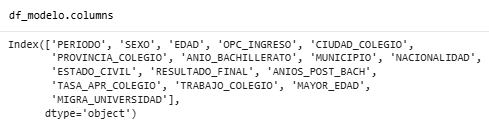 df_modelo.columns
Index(['PERIODO', 'SEXO', 'EDAD', 'OPC_INGRESO', 'CIUDAD_COLEGIO',
'PROVINCIA_COLEGIO', 'ANIO_BACHILLERATO', 'MUNICIPIO', 'NACIONALIDAD',
'ESTADO_CIVIL', 'RESULTADO_FINAL', 'ANIOS_POST_BACH',
'TASA_APR_COLEGIO', 'TRABAJO_COLEGIO', 'MAYOR_EDAD',
'MIGRA_UNIVERSIDAD'],
dtype='object')